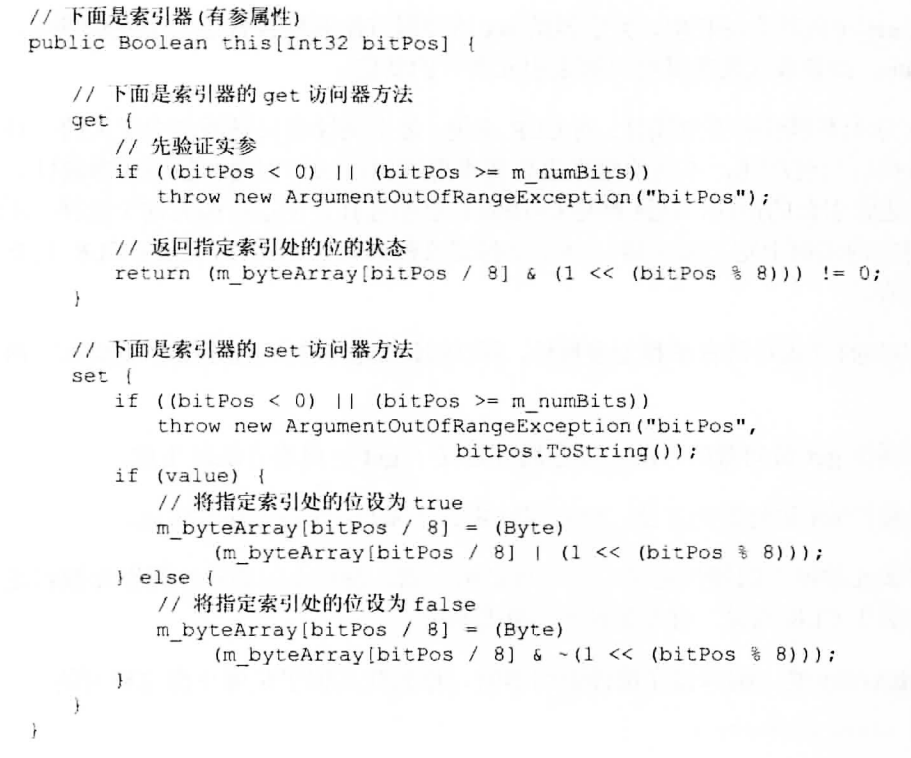 // 下面是索引器(有参属性)
public Boolean this[Int32 bitPos] {
// 下面是索引器的 get 访问器方法
get {
// 先验证实参
if ((bitPos < 0) || (bitPos >= m_numBits))
throw new ArgumentOutOfRangeException("bitPos");
// 返回指定索引处的位的状态
return (m_byteArray[bitPos / 8] & (1 << (bitPos % 8))) != 0;
}
// 下面是索引器的 set 访问器方法
set {
if ((bitPos < 0) || (bitPos >= m_numBits))
throw new ArgumentOutOfRangeException("bitPos",
bitPos.ToString());
if (value) {
// 将指定索引处的位设为 true
m_byteArray[bitPos / 8] = (Byte)
(m_byteArray[bitPos / 8] | (1 << (bitPos % 8)));
} else {
// 将指定索引处的位设为 false
m_byteArray[bitPos / 8] = (Byte)
(m_byteArray[bitPos / 8] & ~(1 << (bitPos % 8)));
}
}
}